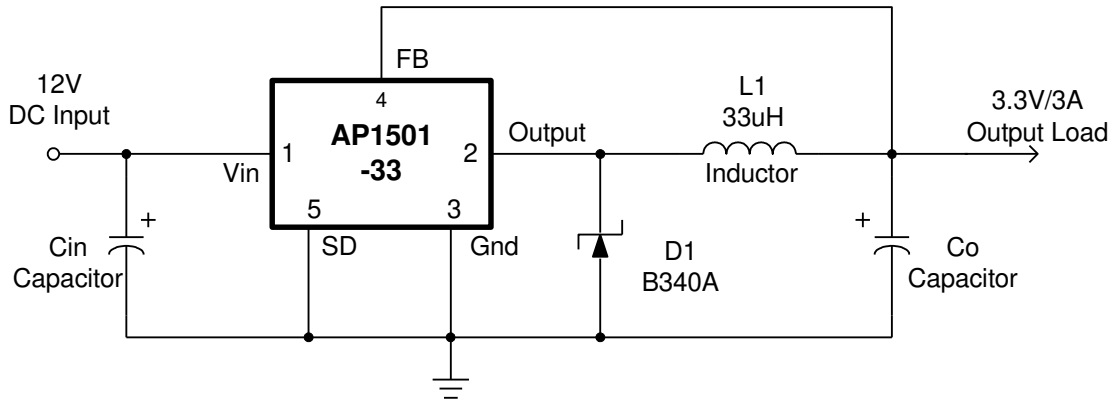 FB
12V
DC Input
4
L1
33uH
3.3V/3A
Output Load
AP1501
-33
1
2
Output
Vin
Inductor
+
5
3
+
Cin
Capacitor
SD
Gnd
D1
B340A
Co
Capacitor